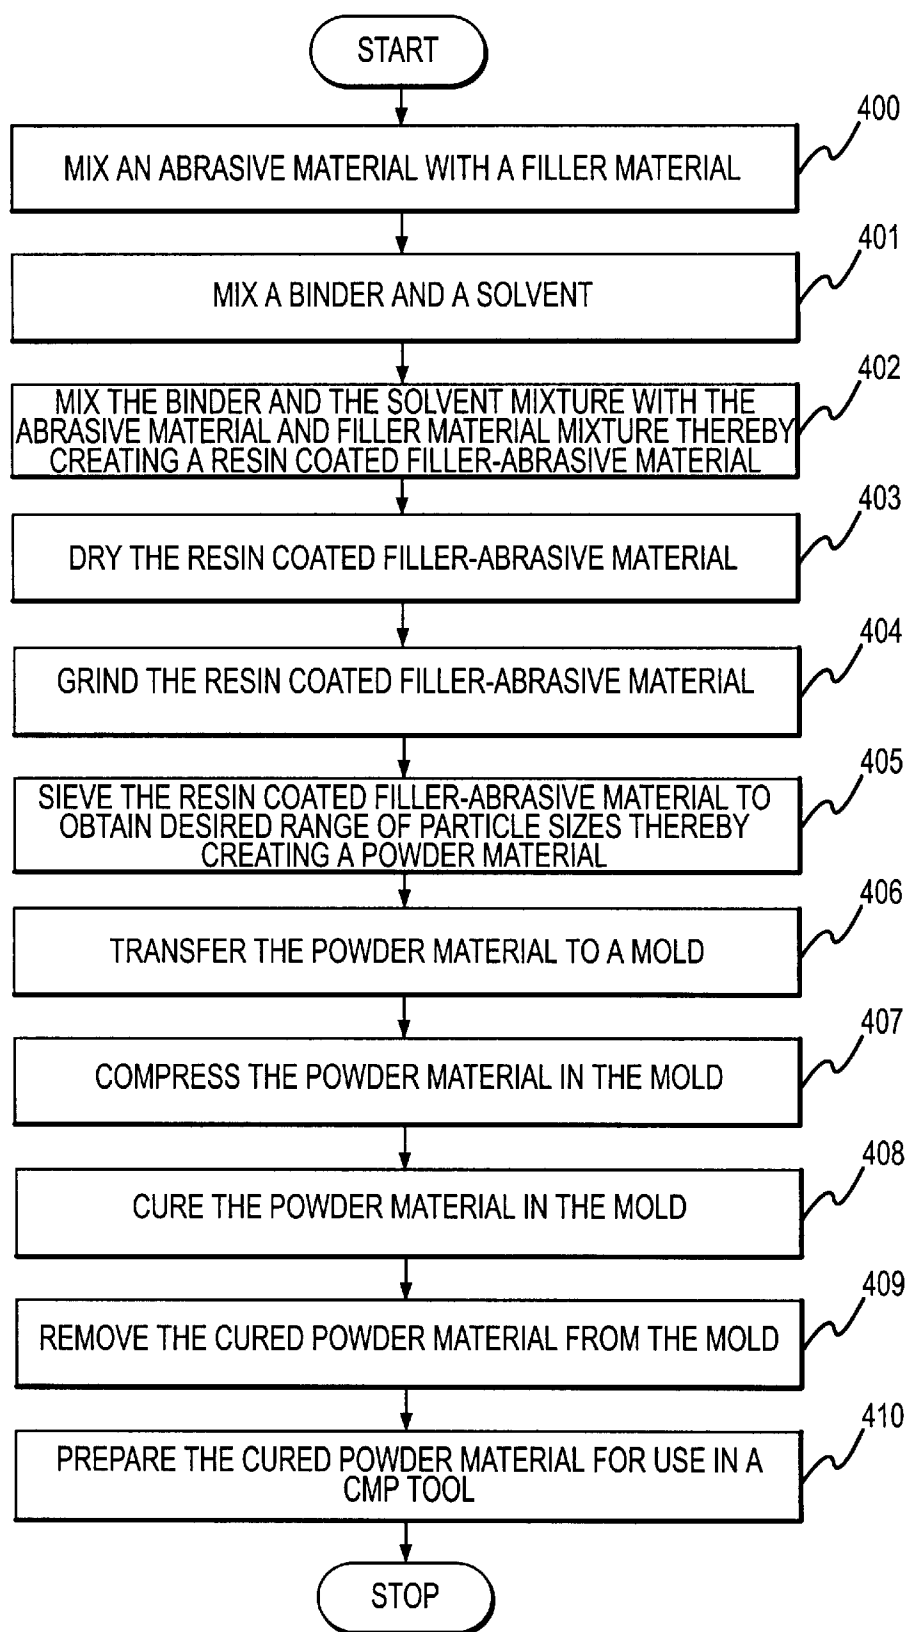 START
400
MIX AN ABRASIVE MATERIAL WITH A FILLER MATERIAL
401
MIX A BINDER AND A SOLVENT
402
MIX THE BINDER AND THE SOLVENT MIXTURE WITH THE
ABRASIVE MATERIAL AND FILLER MATERIAL MIXTURE THEREBY
CREATING A RESIN COATED FILLER-ABRASIVE MATERIAL
403
DRY THE RESIN COATED FILLER-ABRASIVE MATERIAL
404
GRIND THE RESIN COATED FILLER-ABRASIVE MATERIAL
405
SIEVE THE RESIN COATED FILLER-ABRASIVE MATERIAL TO
OBTAIN DESIRED RANGE OF PARTICLE SIZES THEREBY
CREATING A POWDER MATERIAL
406
TRANSFER THE POWDER MATERIAL TO A MOLD
407
COMPRESS THE POWDER MATERIAL IN THE MOLD
408
CURE THE POWDER MATERIAL IN THE MOLD
409
REMOVE THE CURED POWDER MATERIAL FROM THE MOLD
410
PREPARE THE CURED POWDER MATERIAL FOR USE IN A
CMP TOOL
STOP